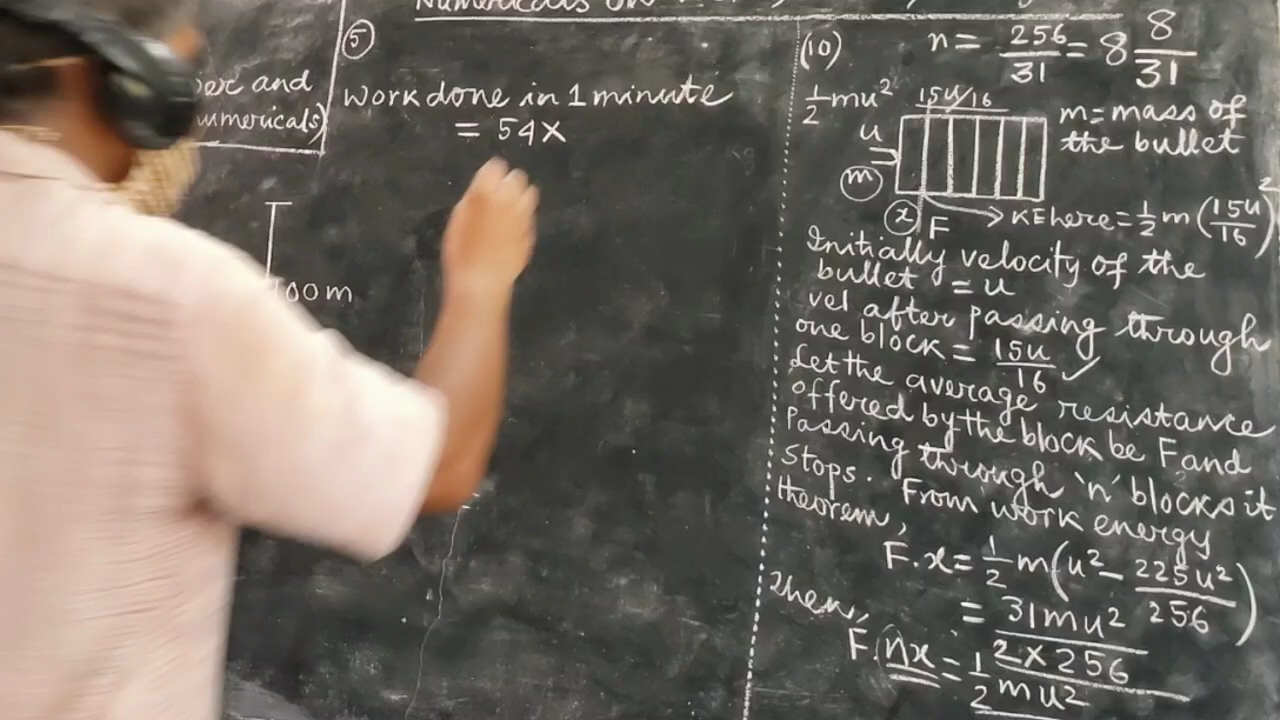 Numericals on
per and
numericals)
100m
(5)
Work done in 1 minute
= 54 x
(10)
n = 256/31 = 8 8/31
1/2 mu²
15u/16
u
m
x
F
m = mass of
the bullet
KE here = 1/2 m (15u/16)²
Initially velocity of the
bullet = u
vel after passing through
one block = 15u/16 ✓
Let the average resistance
offered by the block be F and
Passing through 'n' blocks it
stops. From work energy
theorem,
F.x = 1/2 m(u² - 225u²/256)
= 31mu²/2x256
Then,
F.nx = 1/2 mu²